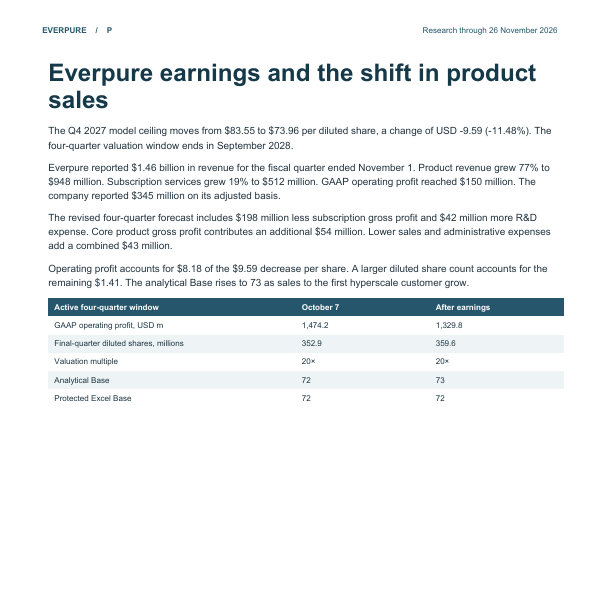 EVERPURE / P
Research through 26 November 2026
Everpure earnings and the shift in product
sales
The Q4 2027 model ceiling moves from $83.55 to $73.96 per diluted share, a change of USD -9.59 (-11.48%). The
four-quarter valuation window ends in September 2028.
Everpure reported $1.46 billion in revenue for the fiscal quarter ended November 1. Product revenue grew 77% to
$948 million. Subscription services grew 19% to $512 million. GAAP operating profit reached $150 million. The
company reported $345 million on its adjusted basis.
The revised four-quarter forecast includes $198 million less subscription gross profit and $42 million more R&D
expense. Core product gross profit contributes an additional $54 million. Lower sales and administrative expenses
add a combined $43 million.
Operating profit accounts for $8.18 of the $9.59 decrease per share. A larger diluted share count accounts for the
remaining $1.41. The analytical Base rises to 73 as sales to the first hyperscale customer grow.
Active four-quarter window October 7 After earnings
GAAP operating profit, USD m 1,474.2 1,329.8
Final-quarter diluted shares, millions 352.9 359.6
Valuation multiple 20× 20×
Analytical Base 72 73
Protected Excel Base 72 72